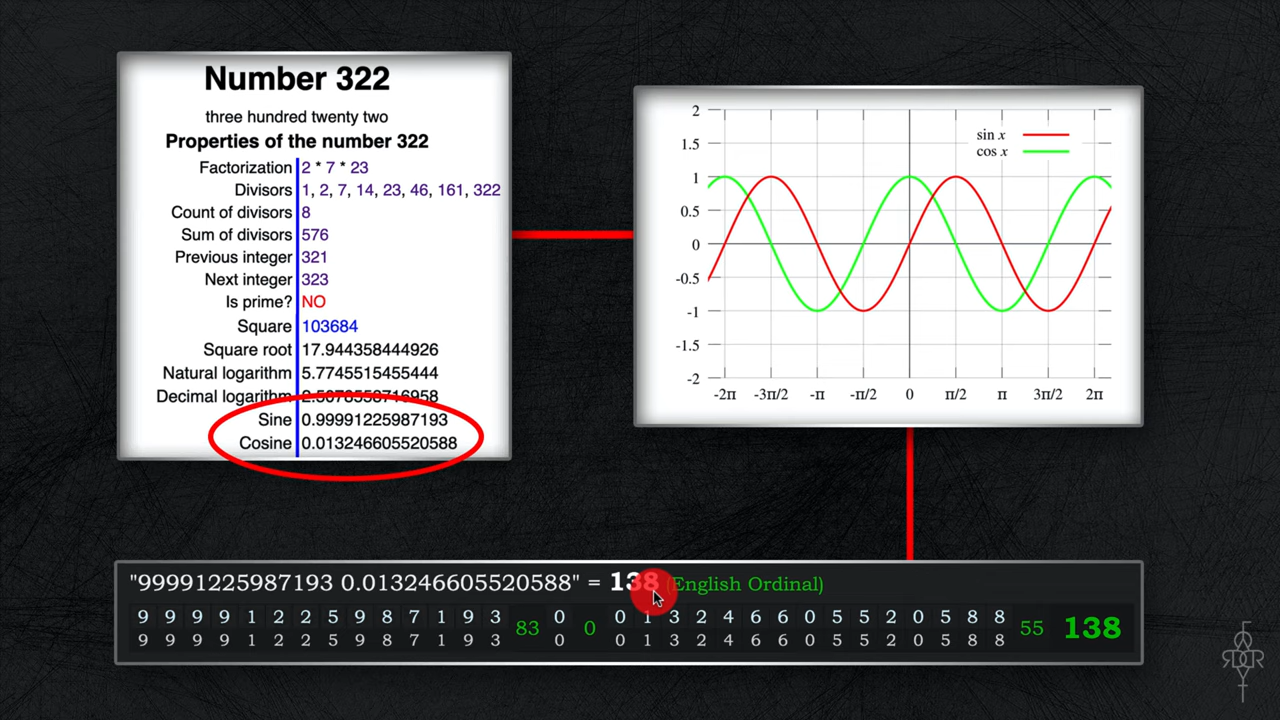 Number 322
three hundred twenty two
Properties of the number 322
Factorization 2 * 7 * 23
Divisors 1, 2, 7, 14, 23, 46, 161, 322
Count of divisors 8
Sum of divisors 576
Previous integer 321
Next integer 323
Is prime? NO
Square 103684
Square root 17.944358444926
Natural logarithm 5.7745515455444
Decimal logarithm 2.5078558716958
Sine 0.99991225987193
Cosine 0.013246605520588
2
1.5
1
0.5
0
-0.5
-1
-1.5
-2
sin x
cos x
-2π -3π/2 -π -π/2 0 π/2 π 3π/2 2π
"99991225987193 0.013246605520588" = 138 (English Ordinal)
9 9 9 9 1 2 2 5 9 8 7 1 9 3 83 0 0 0 1 3 2 4 6 6 0 5 5 2 0 5 8 8 55 138
9 9 9 9 1 2 2 5 9 8 7 1 9 3 0 0 1 3 2 4 6 6 0 5 5 2 0 5 8 8